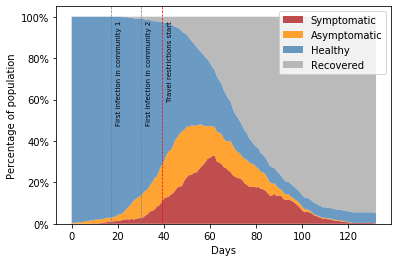 100%
80%
60%
40%
20%
0%
Percentage of population
First infection in community 1
First infection in community 2
Travel restrictions start
Symptomatic
Asymptomatic
Healthy
Recovered
0
20
40
60
80
100
120
Days